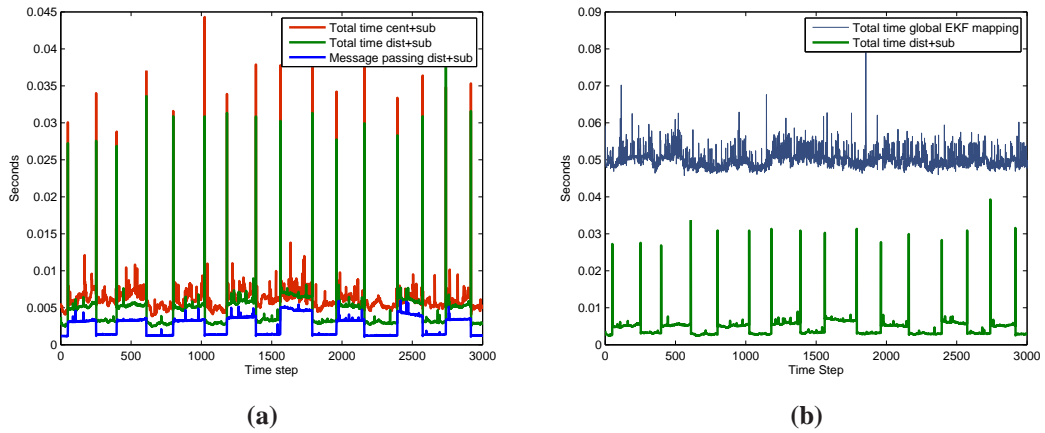 0.045
0.04
0.035
0.03
0.025
0.02
0.015
0.01
0.005
0
Seconds
0 500 1000 1500 2000 2500 3000
Time step
Total time cent+sub
Total time dist+sub
Message passing dist+sub
(a)
0.09
0.08
0.07
0.06
0.05
0.04
0.03
0.02
0.01
0
Seconds
0 500 1000 1500 2000 2500 3000
Time Step
Total time global EKF mapping
Total time dist+sub
(b)